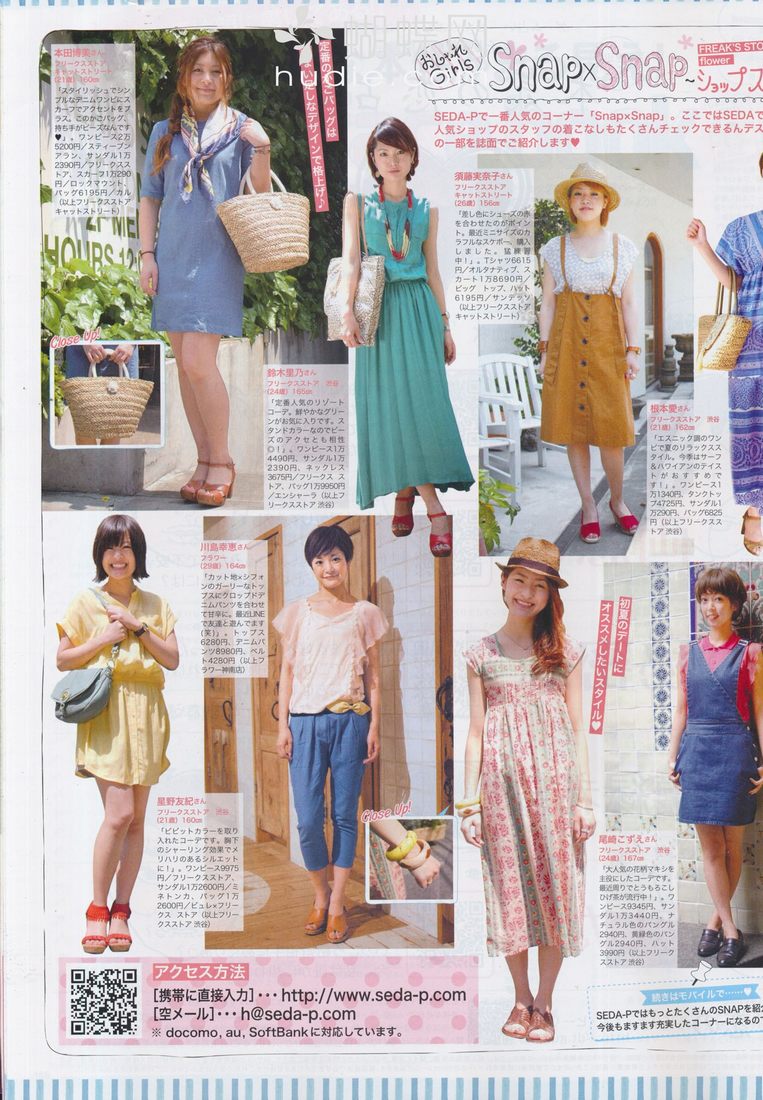 蝴蝶网
hudie.
おしゃれ
Girls
Snap×Snap
~ショップス
FREAK'S STO
flower
SEDA-Pで一番人気のコーナー「Snap×Snap」。ここではSEDAで
人気ショップのスタッフの着こなしもたくさんチェックできるんデス
の一部を誌面でご紹介します♥
本田博美さん
フリークスストア
キャットストリート
(21歳) 160㎝
「スタイリッシュでシン
プルなデニムワンピにス
カーフでアクセントをプ
ラス。このかごバッグ、
持ち手がビーズなんです
♥」。ワンピース2万
5200円／スティーブン
アラン、サンダル1万
2390円／フリークスス
トア、スカーフ1万290
円／ロックマウント、
バッグ6195円／カル
(以上フリークスストア
キャットストリート)
定番のかごバッグは
デザインで格上げ♪
Close Up!
鈴木里乃さん
フリークスストア 渋谷
(24歳) 165㎝
「定番人気のリゾート
コーデ。鮮やかなグリー
ンがお気に入りです。ス
タンドカラーなのでビー
ズのアクセとも相性
◎！」。ワンピース1万
4490円、サンダル1万
2390円、ネックレス
3675円／フリークス ス
トア、バッグ1万9950円
／エンシャーラ(以上フ
リークスストア 渋谷)
須藤実奈子さん
フリークスストア
キャットストリート
(26歳) 156㎝
「差し色にシューズの赤
を合わせたのがポイン
ト。最近ミニサイズのカ
ラフルなスケボー、購入
しました。猛練習
中！」。Tシャツ6615
円／オルタナティブ、ス
カート1万8690円／
ビッグ トップ、ハット
6195円／サンデッツ
(以上フリークスストア
キャットストリート)
根本愛さん
フリークスストア 渋谷
(21歳) 162㎝
「エスニック調のワン
ピで夏のリラックスス
タイル。今季はサーフ
&ハワイアンのテイス
トがおすすめで
す！」。ワンピース1
万1340円、タンクトッ
プ4725円、サンダル1
万290円、バッグ6825
円(以上フリークスス
トア 渋谷)
川島幸恵さん
フラワー
(29歳) 164㎝
「カット地×シフォン
のガーリーなトップ
スにクロップドデ
ニムパンツを合わせ
て甘辛に。最近LINE
で友達と遊んでます
(笑)」。トップス
6280円、デニムパ
ンツ8980円、ベル
ト4280円(以上フ
ラワー神南店)
初夏のデートに
オススメしたいスタイル♥
星野友紀さん
フリークスストア 渋谷
(21歳) 160㎝
「ビビットカラーを取り
入れたコーデです。胸下
のシャーリング効果でメ
リハリのあるシルエット
に！」。ワンピース9975
円／フリークスストア、
サンダル1万2600円／ミ
ネトンカ、バッグ1万
2600円／ピュレ×フリー
クス ストア(以上フリー
クスストア 渋谷)
Close Up!
尾崎こずえさん
フリークスストア 渋谷
(24歳) 167㎝
「大人気の花柄マキシを
主役にしたコーデです。
最近周りでとうもろこし
ひげ茶が流行中！」。ワ
ンピース9345円、サン
ダル1万3440円、ナ
チュラル色のバングル
2940円、黄緑色のバン
グル2940円、ハット
3990円(以上フリーク
スストア 渋谷)
アクセス方法
[携帯に直接入力]･･･http://www.seda-p.com
[空メール]･･･h@seda-p.com
※ docomo, au, SoftBankに対応しています。
続きはモバイルで……♥
SEDA-PではもっとたくさんのSNAPを紹介
今後もますます充実したコーナーになるので